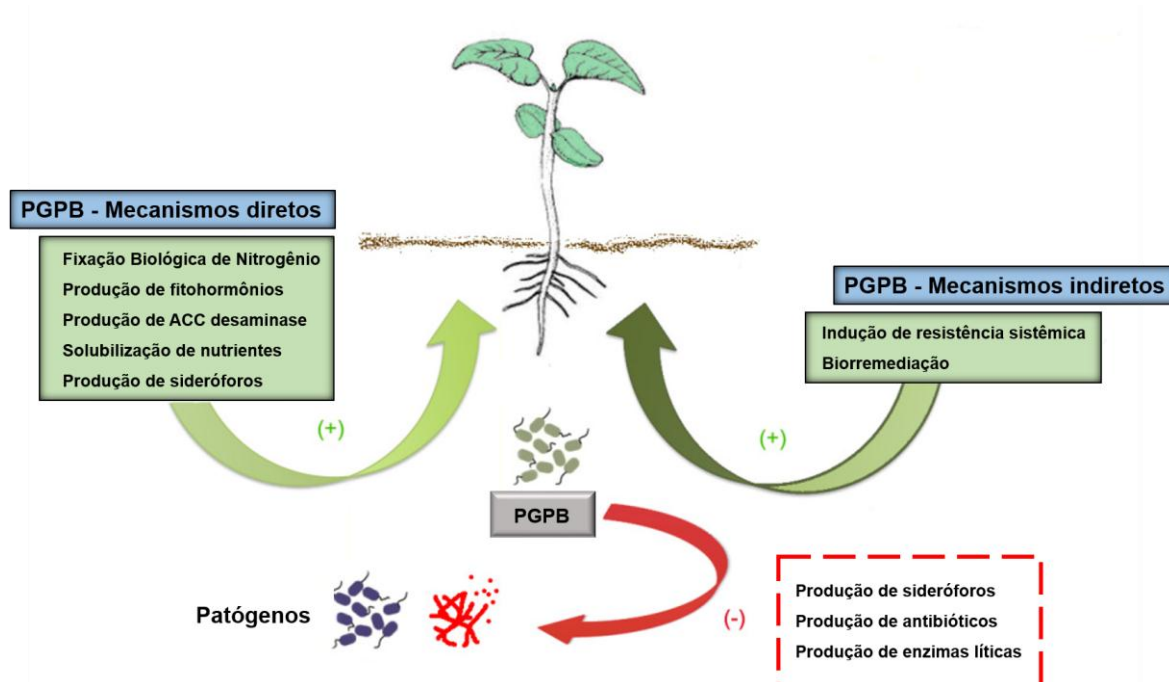 PGPB - Mecanismos diretos
Fixação Biológica de Nitrogênio
Produção de fitohormônios
Produção de ACC desaminase
Solubilização de nutrientes
Produção de sideróforos
(+)
PGPB - Mecanismos indiretos
Indução de resistência sistêmica
Biorremediação
(+)
PGPB
Patógenos
(-)
Produção de sideróforos
Produção de antibióticos
Produção de enzimas líticas